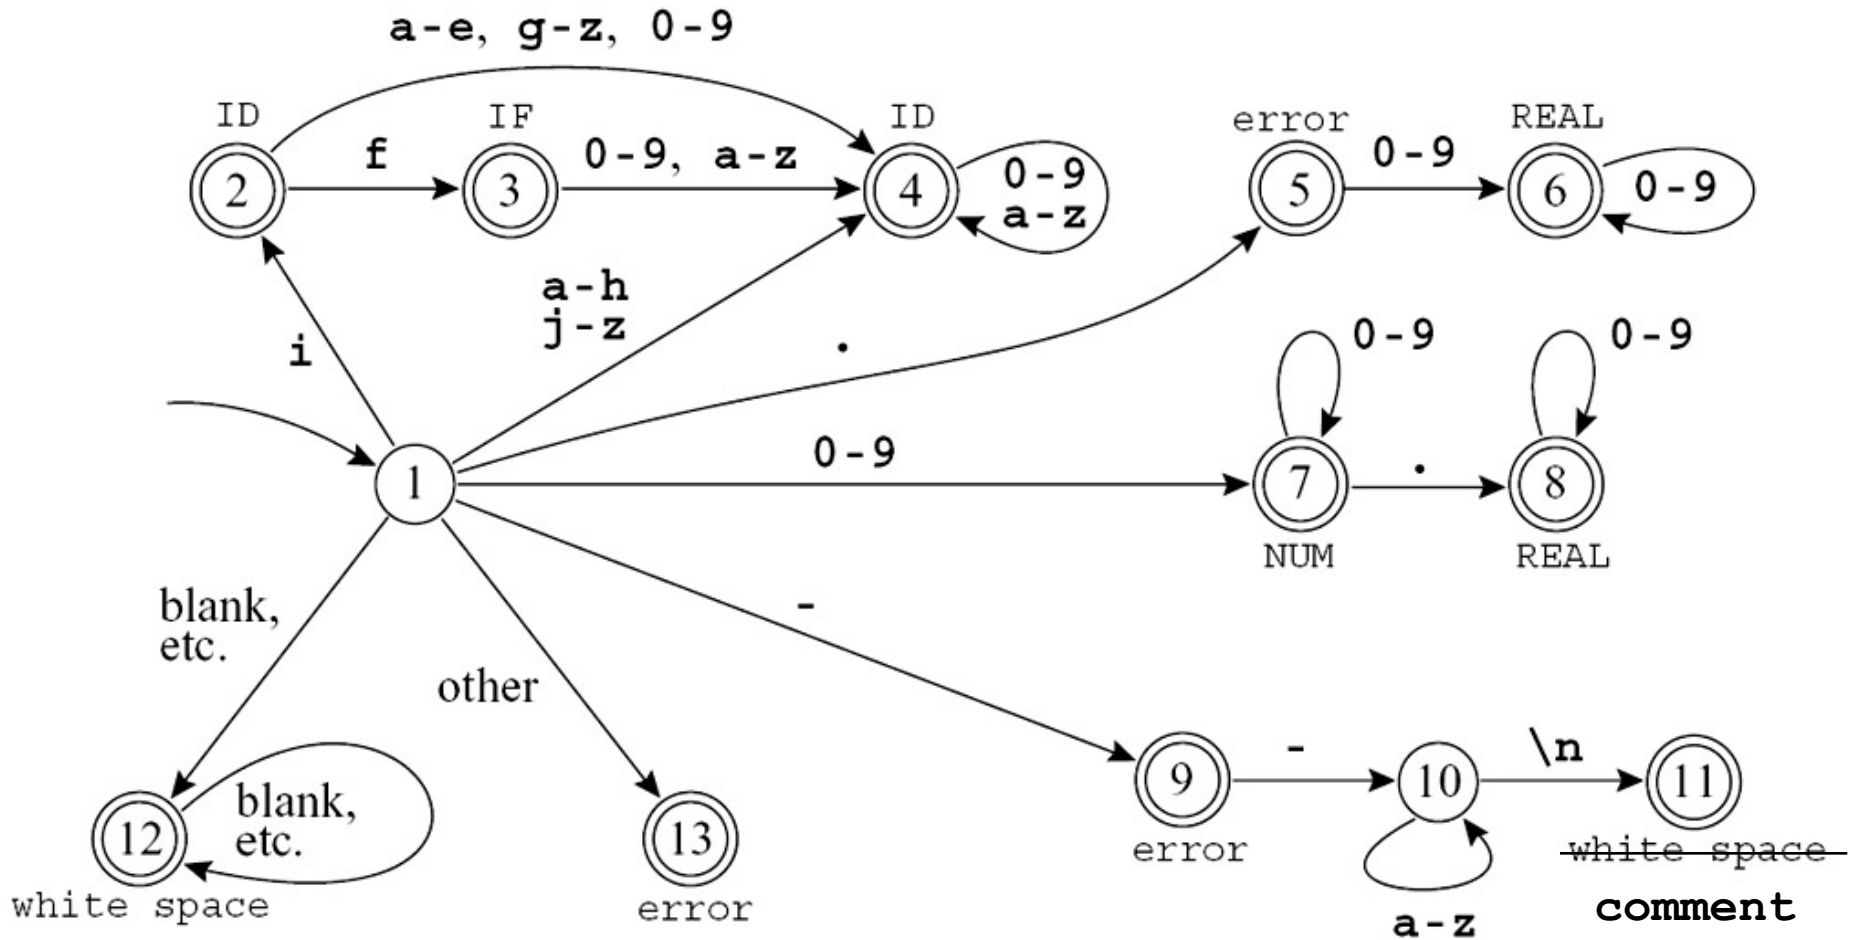 a-e, g-z, 0-9
ID
IF
ID
error
REAL
2
f
3
0-9, a-z
4
0-9
a-z
5
0-9
6
0-9
i
a-h
j-z
.
0-9
0-9
1
0-9
7
.
8
NUM
REAL
blank,
etc.
other
-
12
blank,
etc.
white space
13
error
9
error
-
10
a-z
\n
11
white space
comment